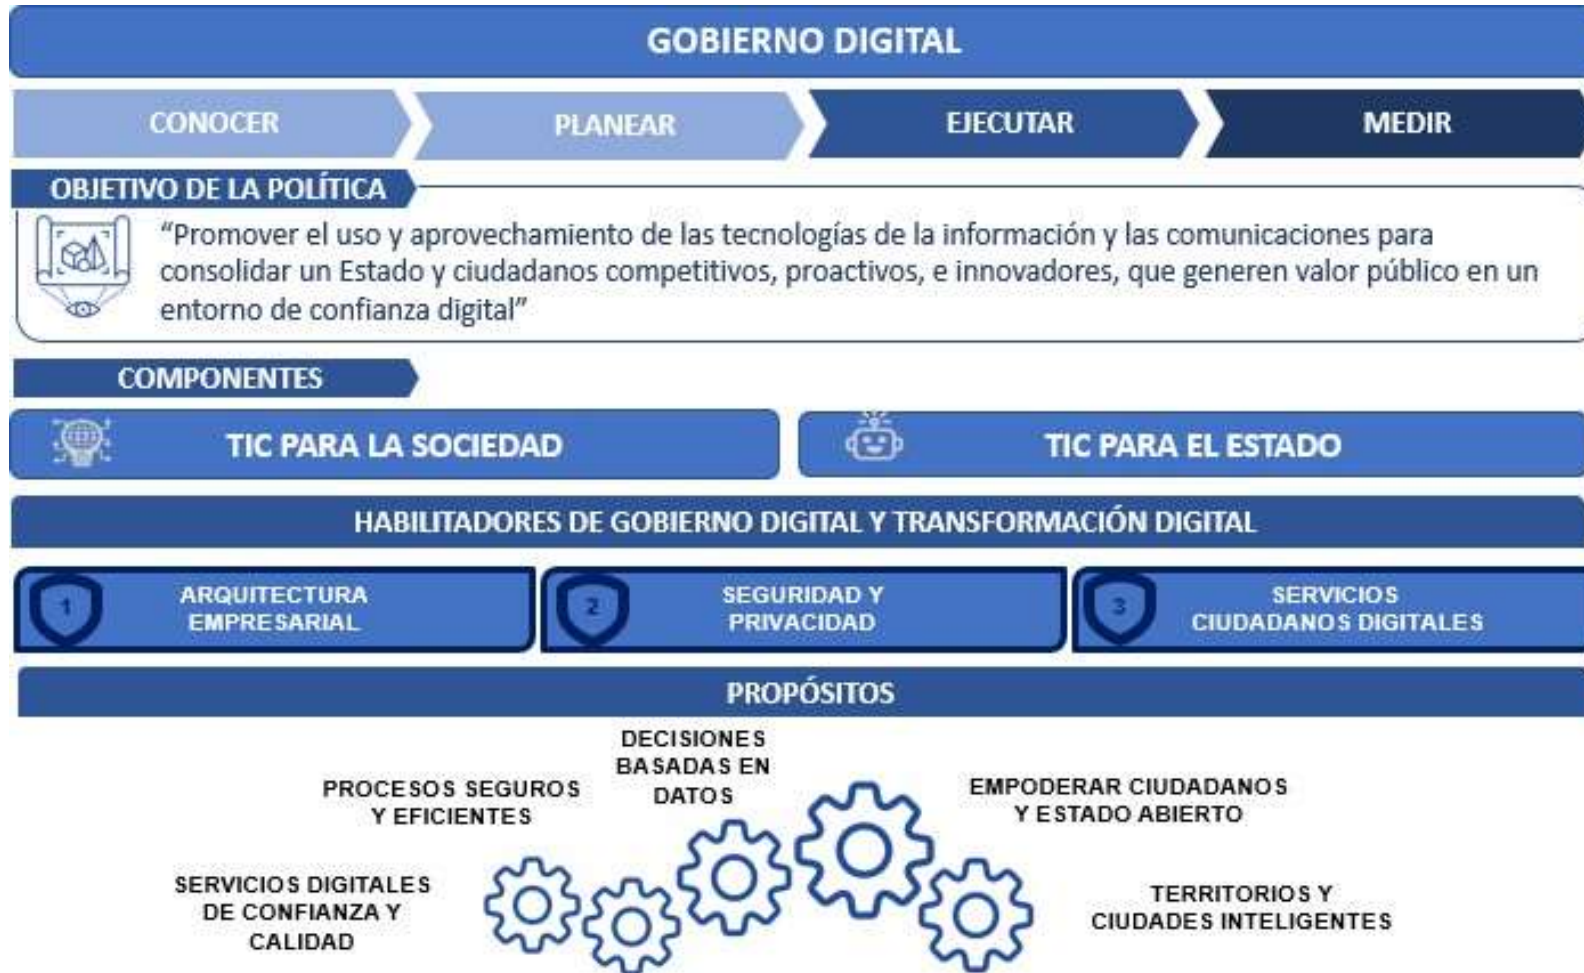 GOBIERNO DIGITAL
CONOCER
PLANEAR
EJECUTAR
MEDIR
OBJETIVO DE LA POLÍTICA
“Promover el uso y aprovechamiento de las tecnologías de la información y las comunicaciones para
consolidar un Estado y ciudadanos competitivos, proactivos, e innovadores, que generen valor público en un
entorno de confianza digital”
COMPONENTES
TIC PARA LA SOCIEDAD
TIC PARA EL ESTADO
HABILITADORES DE GOBIERNO DIGITAL Y TRANSFORMACIÓN DIGITAL
1
ARQUITECTURA
EMPRESARIAL
2
SEGURIDAD Y
PRIVACIDAD
3
SERVICIOS
CIUDADANOS DIGITALES
PROPÓSITOS
SERVICIOS DIGITALES
DE CONFIANZA Y
CALIDAD
PROCESOS SEGUROS
Y EFICIENTES
DECISIONES
BASADAS EN
DATOS
EMPODERAR CIUDADANOS
Y ESTADO ABIERTO
TERRITORIOS Y
CIUDADES INTELIGENTES